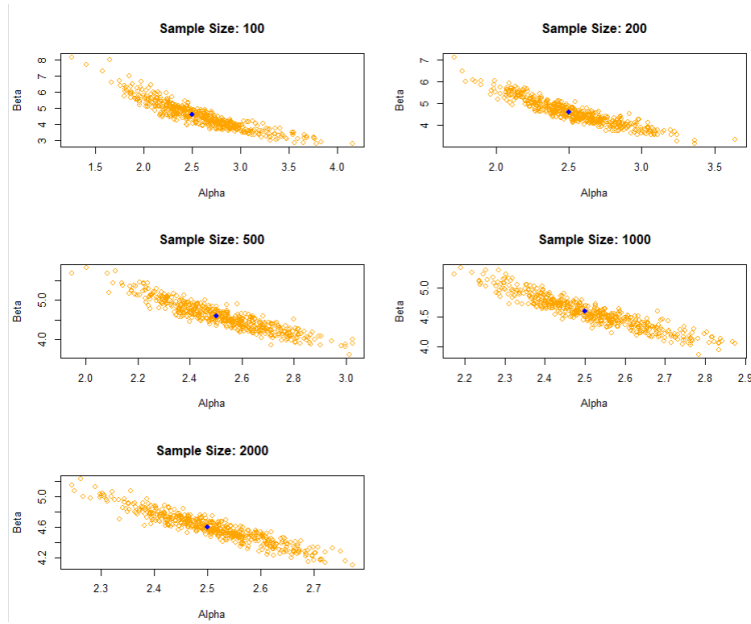 Sample Size: 100
8
7
6
5
4
3
Beta
1.5 2.0 2.5 3.0 3.5 4.0
Alpha
Sample Size: 200
7
6
5
4
Beta
2.0 2.5 3.0 3.5
Alpha
Sample Size: 500
5.0
4.0
Beta
2.0 2.2 2.4 2.6 2.8 3.0
Alpha
Sample Size: 1000
5.0
4.5
4.0
Beta
2.2 2.3 2.4 2.5 2.6 2.7 2.8 2.9
Alpha
Sample Size: 2000
5.0
4.6
4.2
Beta
2.3 2.4 2.5 2.6 2.7
Alpha